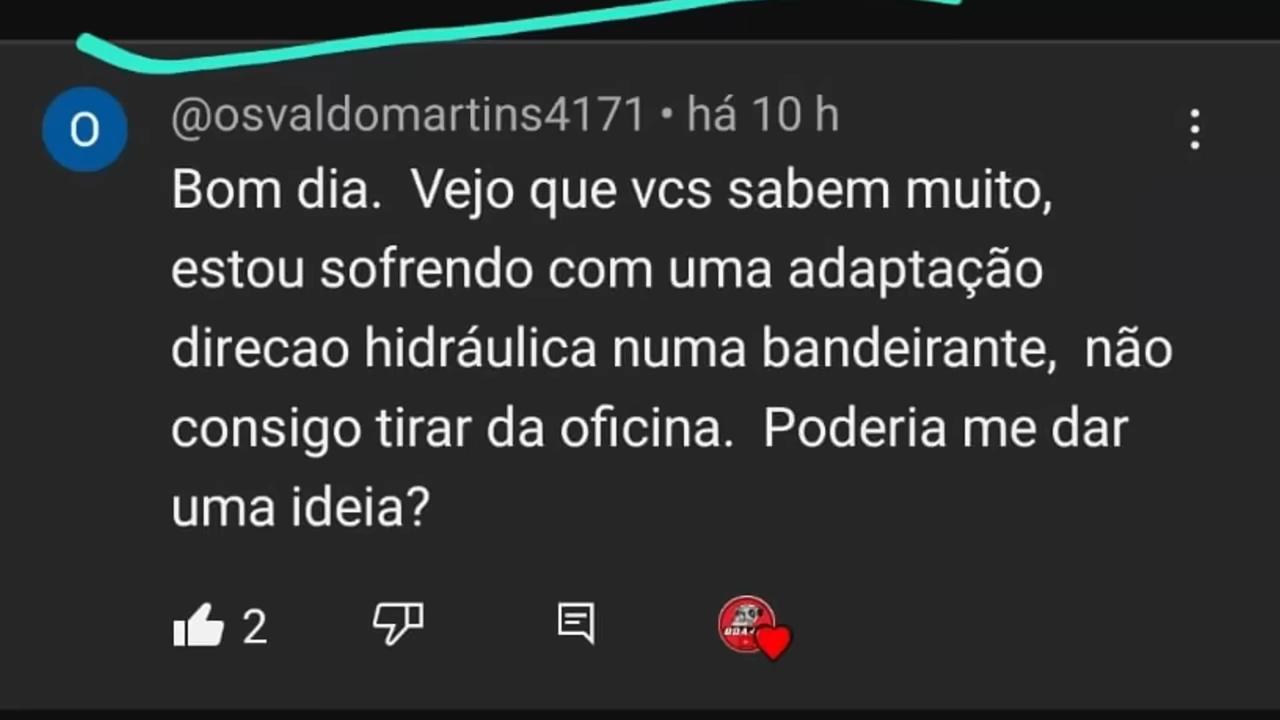 O
@osvaldomartins4171 • há 10 h
Bom dia.  Vejo que vcs sabem muito,
estou sofrendo com uma adaptação
direcao hidráulica numa bandeirante,  não
consigo tirar da oficina.  Poderia me dar
uma ideia?
2